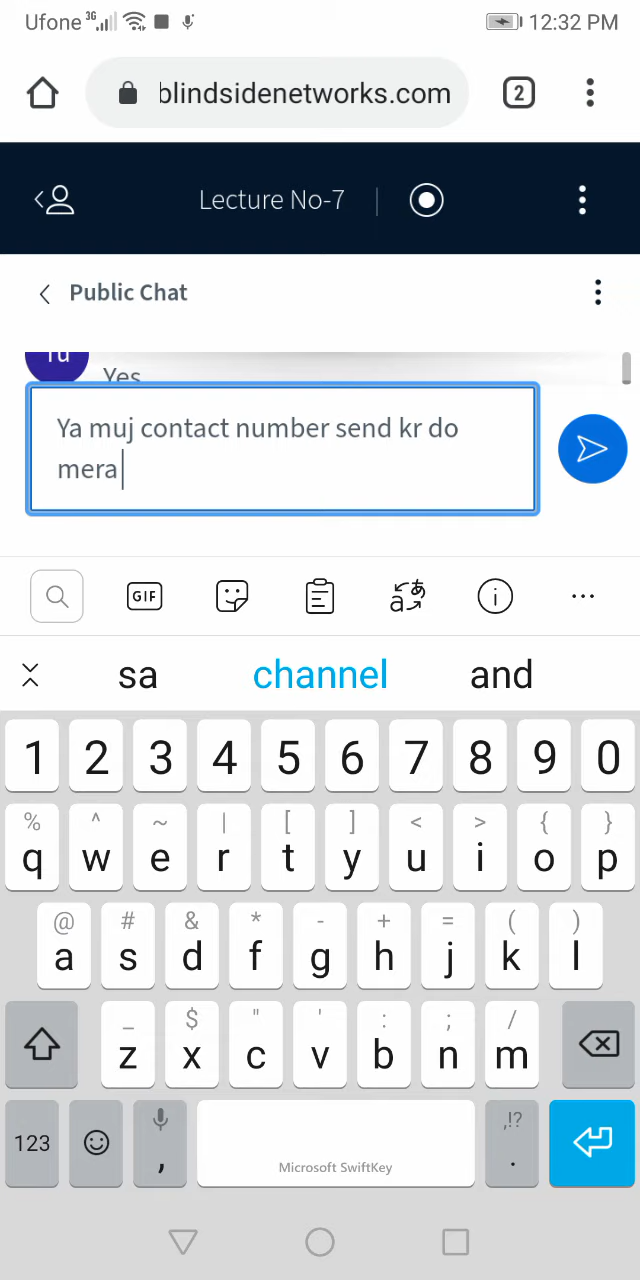 Ufone 3G 12:32 PM
blindsidenetworks.com 2
Lecture No-7
Public Chat
Yes
Ya muj contact number send kr do
mera
GIF
sa channel and
1 2 3 4 5 6 7 8 9 0
% ^ ~ | [ ] < > { }
q w e r t y u i o p
@ # & * - + = ( )
a s d f g h j k l
_ $ " ' : ; /
z x c v b n m
123 , Microsoft SwiftKey ,!? .